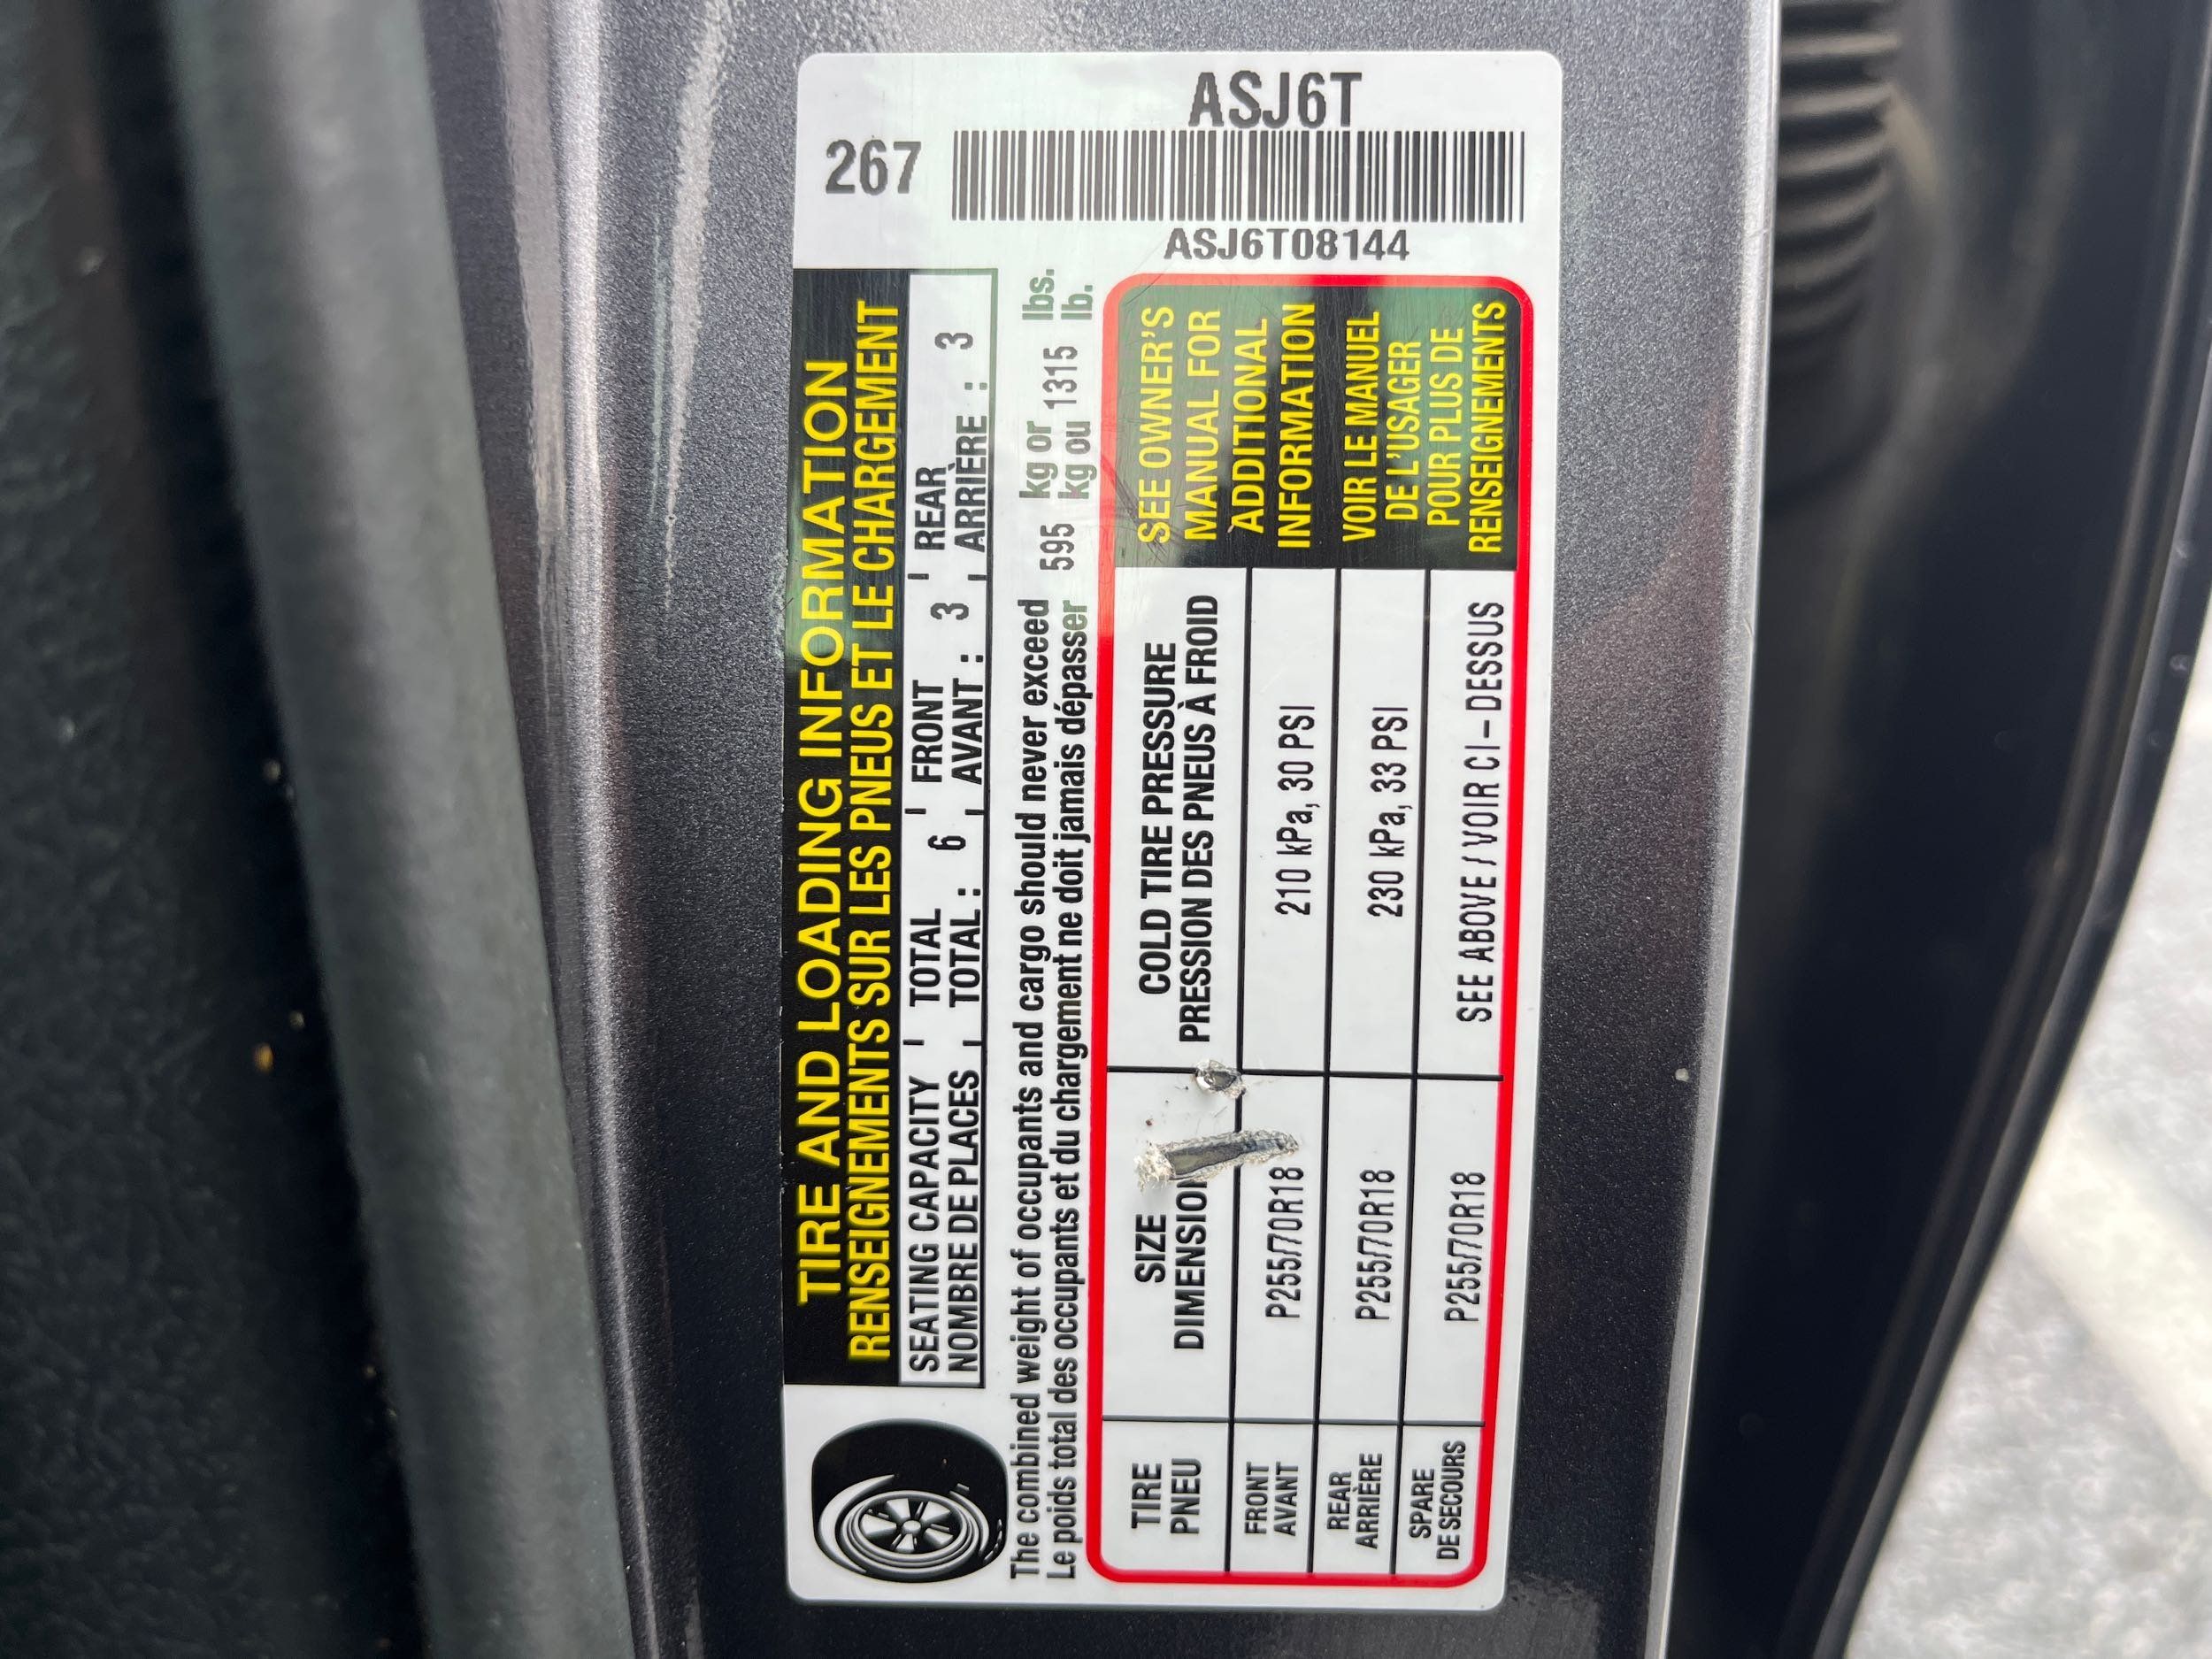 TIRE AND LOADING INFORMATION
RENSEIGNEMENTS SUR LES PNEUS ET LE CHARGEMENT
SEATING CAPACITY TOTAL FRONT REAR
NOMBRE DE PLACES TOTAL : 6 AVANT : 3 ARRIÈRE : 3
The combined weight of occupants and cargo should never exceed 595 kg or 1315 lbs.
Le poids total des occupants et du chargement ne doit jamais dépasser kg ou lb.
267
ASJ6T
ASJ6T08144
TIRE SIZE COLD TIRE PRESSURE
PNEU DIMENSION PRESSION DES PNEUS À FROID
FRONT P255/70R18 210 kPa, 30 PSI
AVANT
REAR P255/70R18 230 kPa, 33 PSI
ARRIÈRE
SPARE P255/70R18 SEE ABOVE / VOIR CI-DESSUS
DE SECOURS
SEE OWNER'S
MANUAL FOR
ADDITIONAL
INFORMATION
VOIR LE MANUEL
DE L'USAGER
POUR PLUS DE
RENSEIGNEMENTS